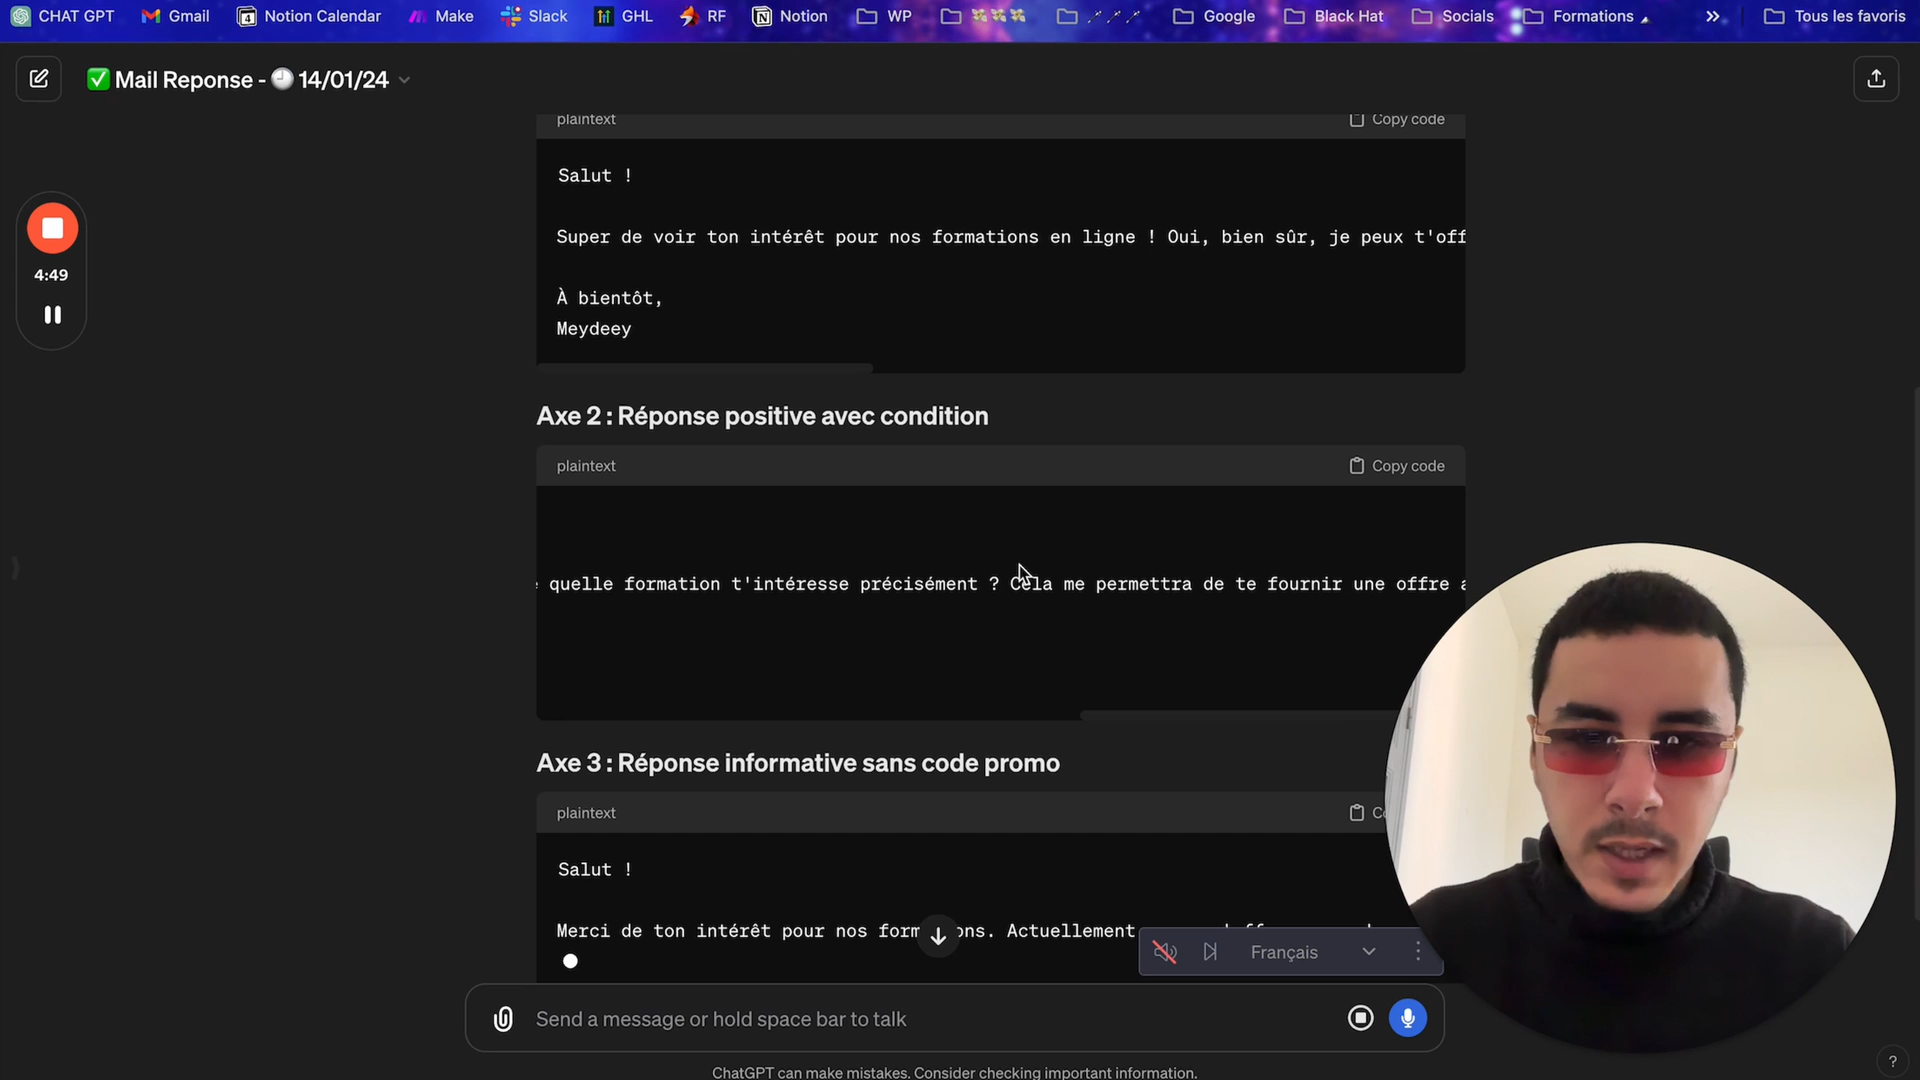 CHAT GPT Gmail 4 Notion Calendar Make Slack GHL RF Notion WP Google Black Hat Socials Formations Tous les favoris
✅ Mail Reponse - 🕘 14/01/24
plaintext Copy code
Salut !
Super de voir ton intérêt pour nos formations en ligne ! Oui, bien sûr, je peux t'off
À bientôt,
Meydeey
4:49
Axe 2 : Réponse positive avec condition
plaintext Copy code
quelle formation t'intéresse précisément ? Cela me permettra de te fournir une offre a
Axe 3 : Réponse informative sans code promo
plaintext
Salut !
Merci de ton intérêt pour nos Actuellement
Français
Send a message or hold space bar to talk
ChatGPT can make mistakes. Consider checking important information.
?